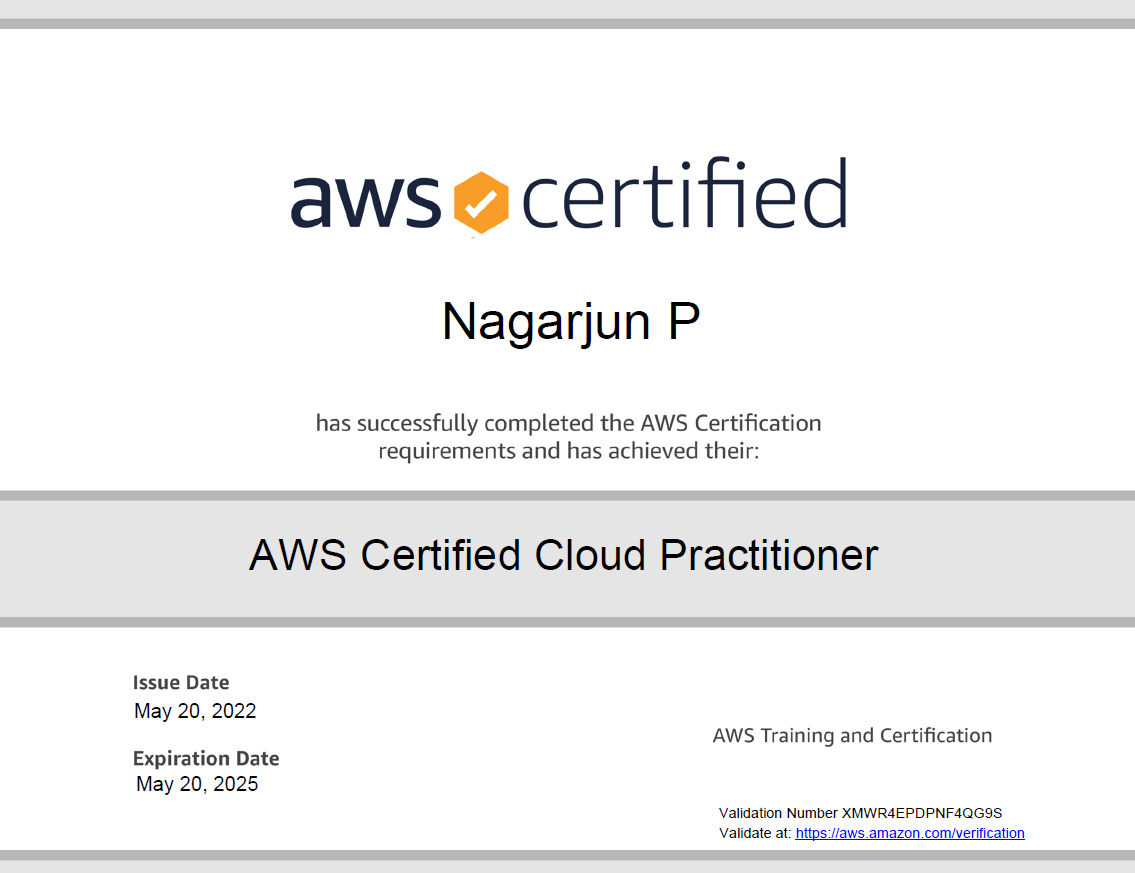 aws certified
Nagarjun P
has successfully completed the AWS Certification
requirements and has achieved their:
AWS Certified Cloud Practitioner
Issue Date
May 20, 2022
Expiration Date
May 20, 2025
AWS Training and Certification
Validation Number XMWR4EPDPNF4QG9S
Validate at: https://aws.amazon.com/verification